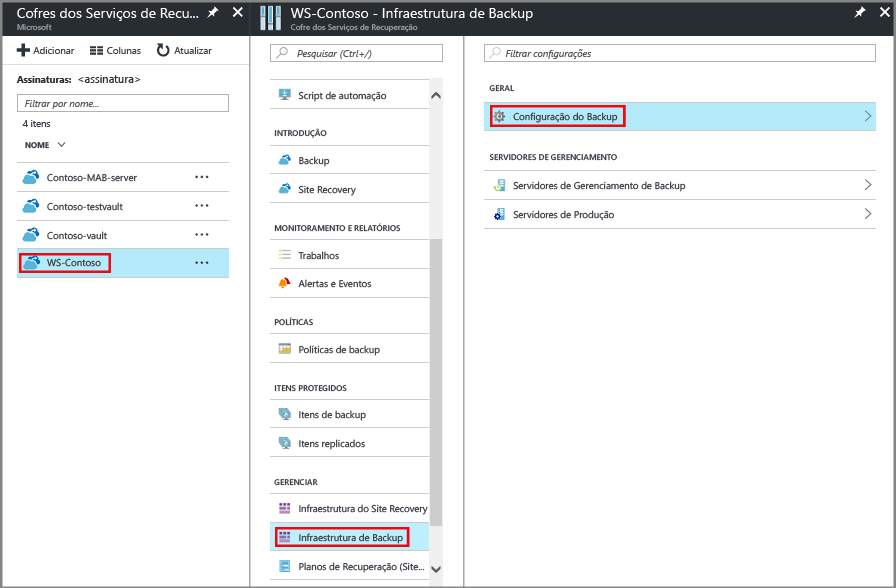 Cofres dos Serviços de Recu...
Microsoft
Adicionar
Colunas
Atualizar
Assinaturas: <assinatura>
Filtrar por nome...
4 itens
NOME
Contoso-MAB-server
Contoso-testvault
Contoso-vault
WS-Contoso
WS-Contoso - Infraestrutura de Backup
Cofre dos Serviços de Recuperação
Pesquisar (Ctrl+/)
Script de automação
INTRODUÇÃO
Backup
Site Recovery
MONITORAMENTO E RELATÓRIOS
Trabalhos
Alertas e Eventos
POLÍTICAS
Políticas de backup
ITENS PROTEGIDOS
Itens de backup
Itens replicados
GERENCIAR
Infraestrutura do Site Recovery
Infraestrutura de Backup
Planos de Recuperação (Site...
Filtrar configurações
GERAL
Configuração do Backup
SERVIDORES DE GERENCIAMENTO
Servidores de Gerenciamento de Backup
Servidores de Produção